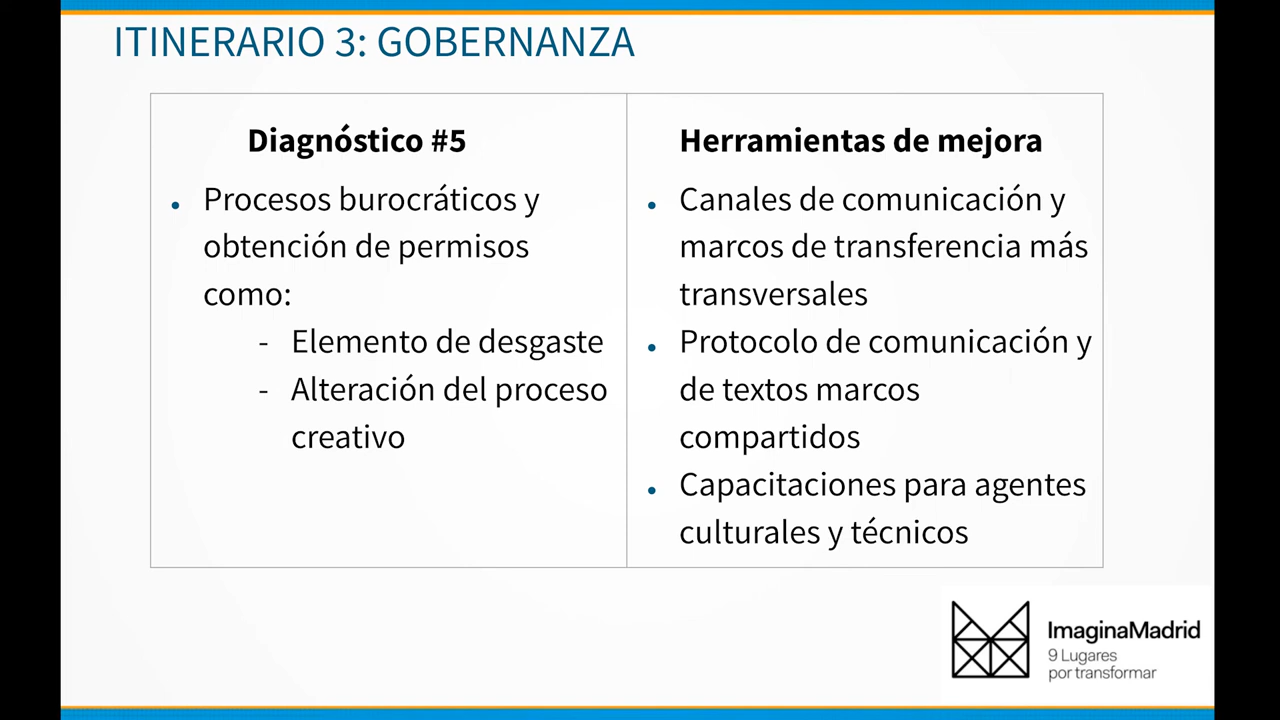 ITINERARIO 3: GOBERNANZA
Diagnóstico #5
• Procesos burocráticos y
obtención de permisos
como:
- Elemento de desgaste
- Alteración del proceso
creativo
Herramientas de mejora
• Canales de comunicación y
marcos de transferencia más
transversales
• Protocolo de comunicación y
de textos marcos
compartidos
• Capacitaciones para agentes
culturales y técnicos
ImaginaMadrid
9 Lugares
por transformar